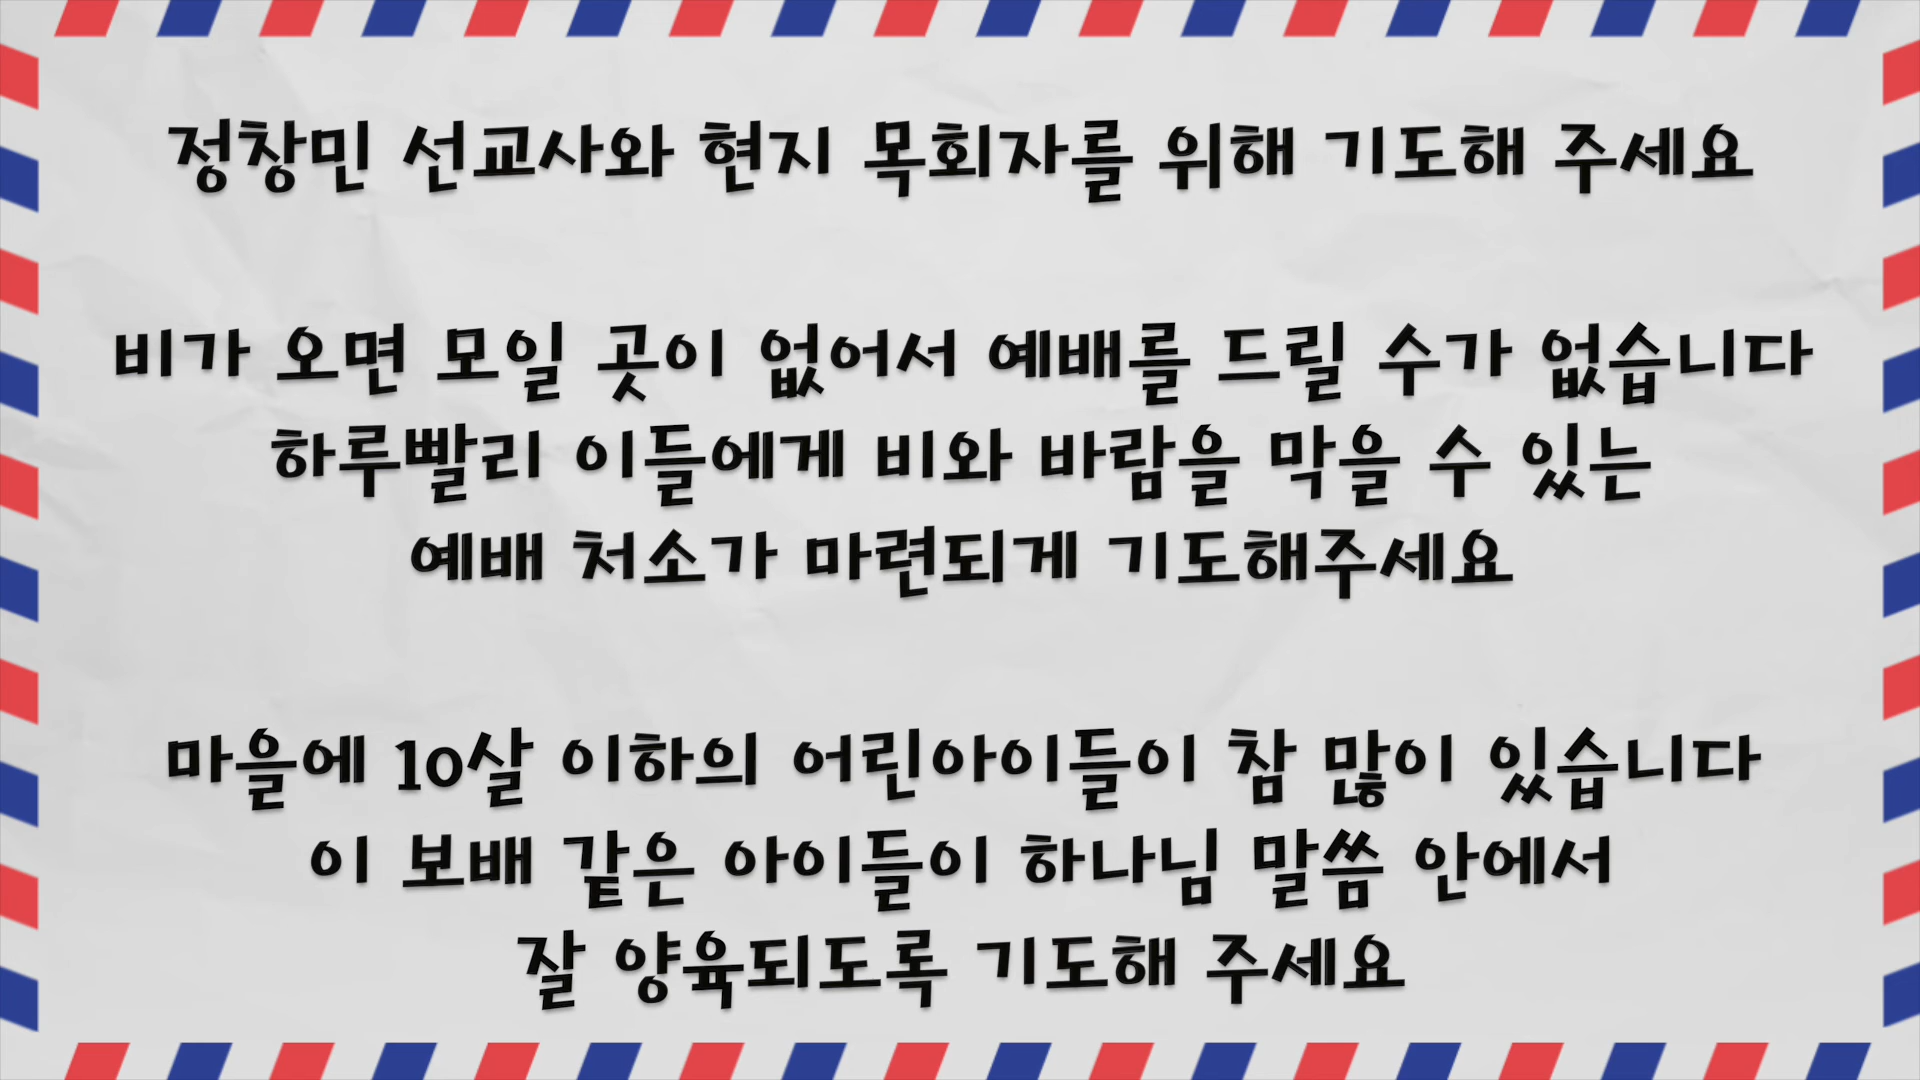 정창민 선교사와 현지 목회자를 위해 기도해 주세요
비가 오면 모일 곳이 없어서 예배를 드릴 수가 없습니다
하루빨리 이들에게 비와 바람을 막을 수 있는
예배 처소가 마련되게 기도해주세요
마을에 10살 이하의 어린아이들이 참 많이 있습니다
이 보배 같은 아이들이 하나님 말씀 안에서
잘 양육되도록 기도해 주세요